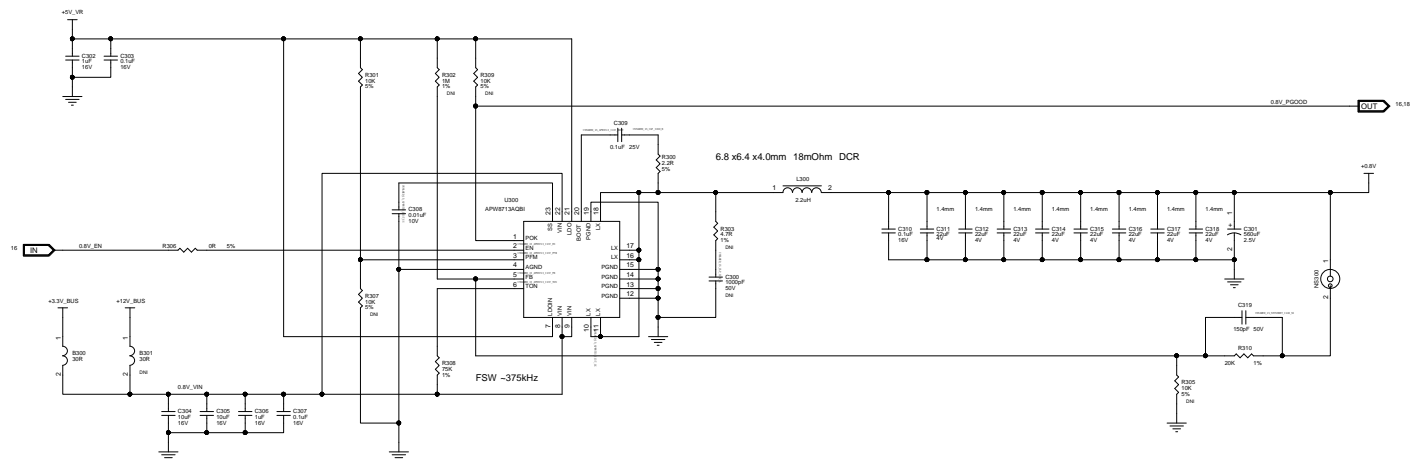 +5V_VR
C302
1uF
16V
C303
0.1uF
16V
R301
10K
5%
R302
1M
1%
DNI
R309
10K
5%
DNI
0.8V_PGOOD
OUT
16,18
C309
0.1uF 25V
R300
2.2R
5%
6.8 x6.4 x4.0mm 18mOhm DCR
+0.8V
L300
1
2
2.2uH
U300
APW8713AQBI
C308
0.01uF
10V
23
22
21
20
19
18
SS
VIN
LDO
BOOT
PGND
LX
1
POK
2
EN
3
PFM
4
AGND
5
FB
6
TON
LX
17
LX
16
PGND
15
PGND
14
PGND
13
PGND
12
LDOIN
VIN
VIN
LX
LX
7
8
9
10
11
R303
4.7R
1%
DNI
C300
1000pF
50V
DNI
C310
0.1uF
16V
1.4mm
C311
22uF
4V
1.4mm
C312
22uF
4V
1.4mm
C313
22uF
4V
1.4mm
C314
22uF
4V
1.4mm
C315
22uF
4V
1.4mm
C316
22uF
4V
1.4mm
C317
22uF
4V
1.4mm
C318
22uF
4V
1
+
C301
560uF
2.5V
2
1
NS300
2
16
IN
0.8V_EN
R306
0R
5%
R307
10K
5%
DNI
+3.3V_BUS
+12V_BUS
1
B300
30R
2
1
B301
30R
DNI
2
0.8V_VIN
C304
10uF
16V
C305
10uF
16V
C306
1uF
16V
C307
0.1uF
16V
R308
75K
1%
FSW ~375kHz
C319
150pF 50V
R310
20K
1%
R305
10K
5%
DNI